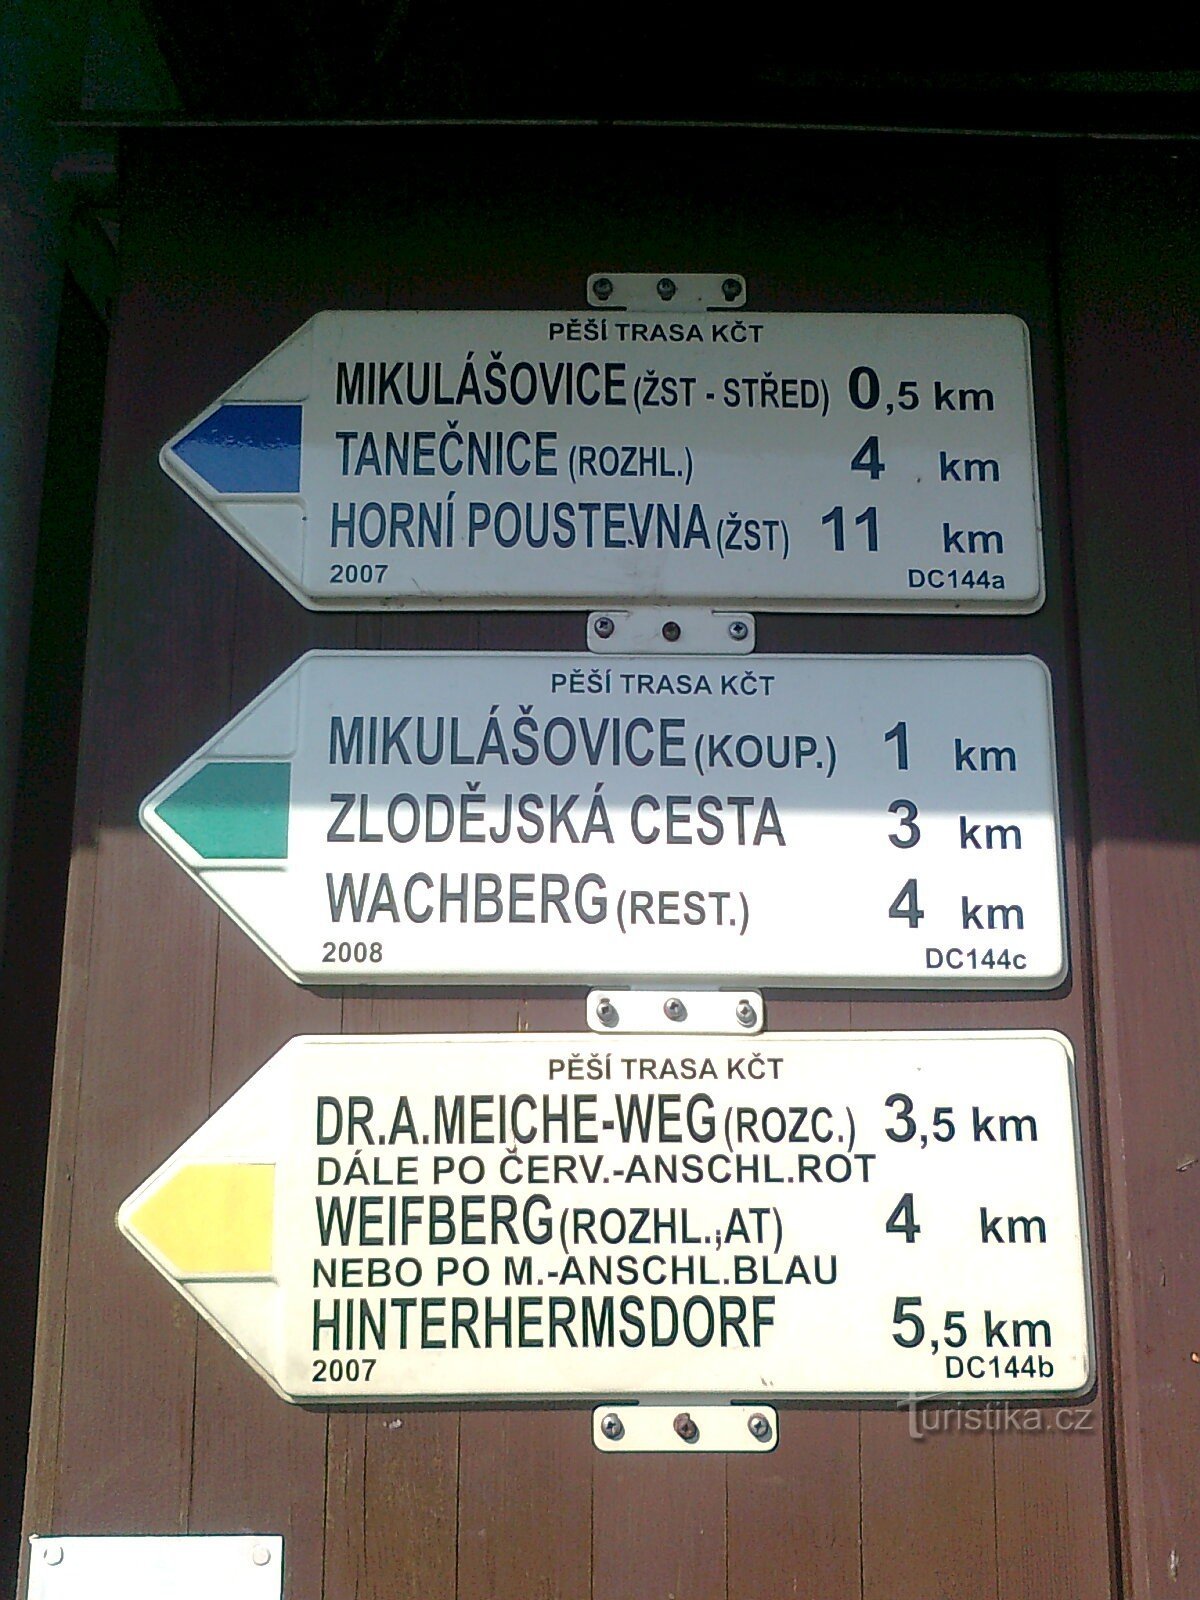 PĚŠÍ TRASA KČT
MIKULÁŠOVICE (ŽST - STŘED) 0,5 km
TANEČNICE (ROZHL.) 4 km
HORNÍ POUSTEVNA (ŽST) 11 km
2007 DC144a
PĚŠÍ TRASA KČT
MIKULÁŠOVICE (KOUP.) 1 km
ZLODĚJSKÁ CESTA 3 km
WACHBERG (REST.) 4 km
2008 DC144c
PĚŠÍ TRASA KČT
DR.A.MEICHE-WEG (ROZC.) 3,5 km
DÁLE PO ČERV.-ANSCHL.ROT
WEIFBERG (ROZHL.;AT) 4 km
NEBO PO M.-ANSCHL.BLAU
HINTERHERMSDORF 5,5 km
2007 DC144b
Turistika.cz